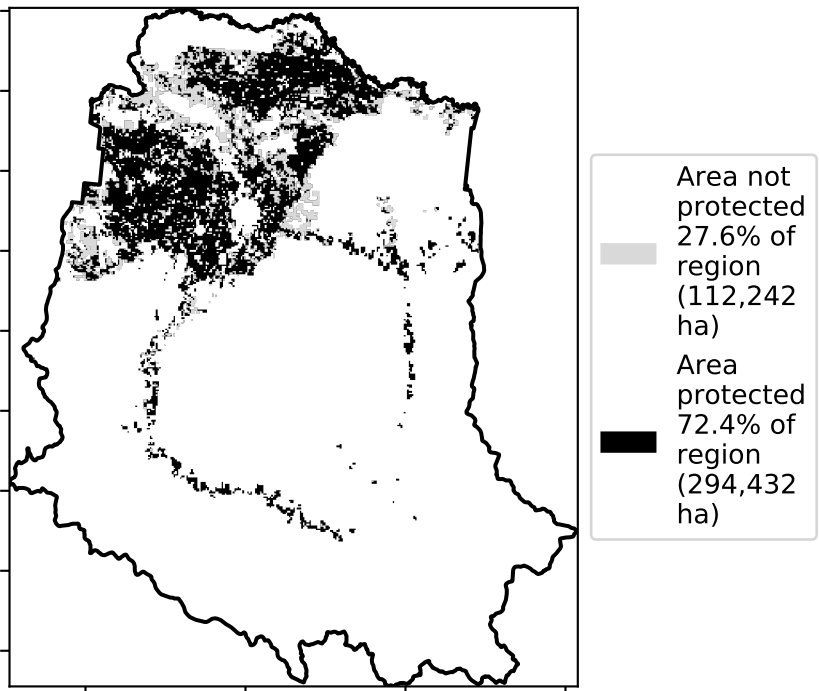 Area not
protected
27.6% of
region
(112,242
ha)
Area
protected
72.4% of
region
(294,432
ha)